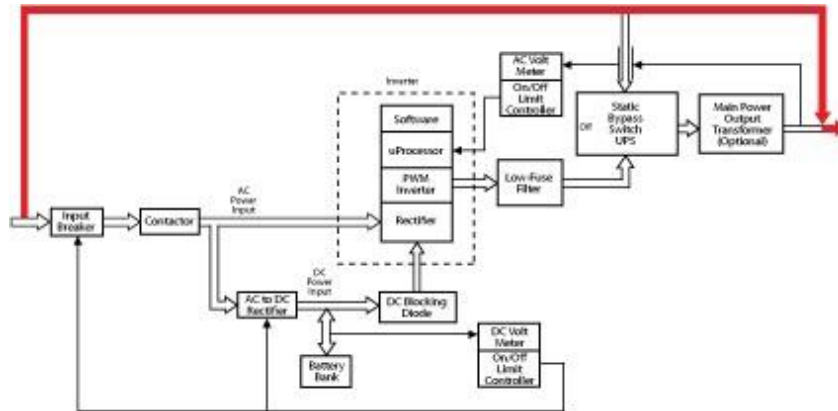 AC Volt
Meter
On/Off
Limit
Controller
Inverter
Software
uProcessor
PWM
Inverter
Rectifier
Off
Static
Bypass
Switch
UPS
Main Power
Output
Transformer
(Optional)
Low-Fuse
Filter
AC
Power
Input
Input
Breaker
Contactor
DC
Power
Input
AC to DC
Rectifier
DC Blocking
Diode
Battery
Bank
DC Volt
Meter
On/Off
Limit
Controller